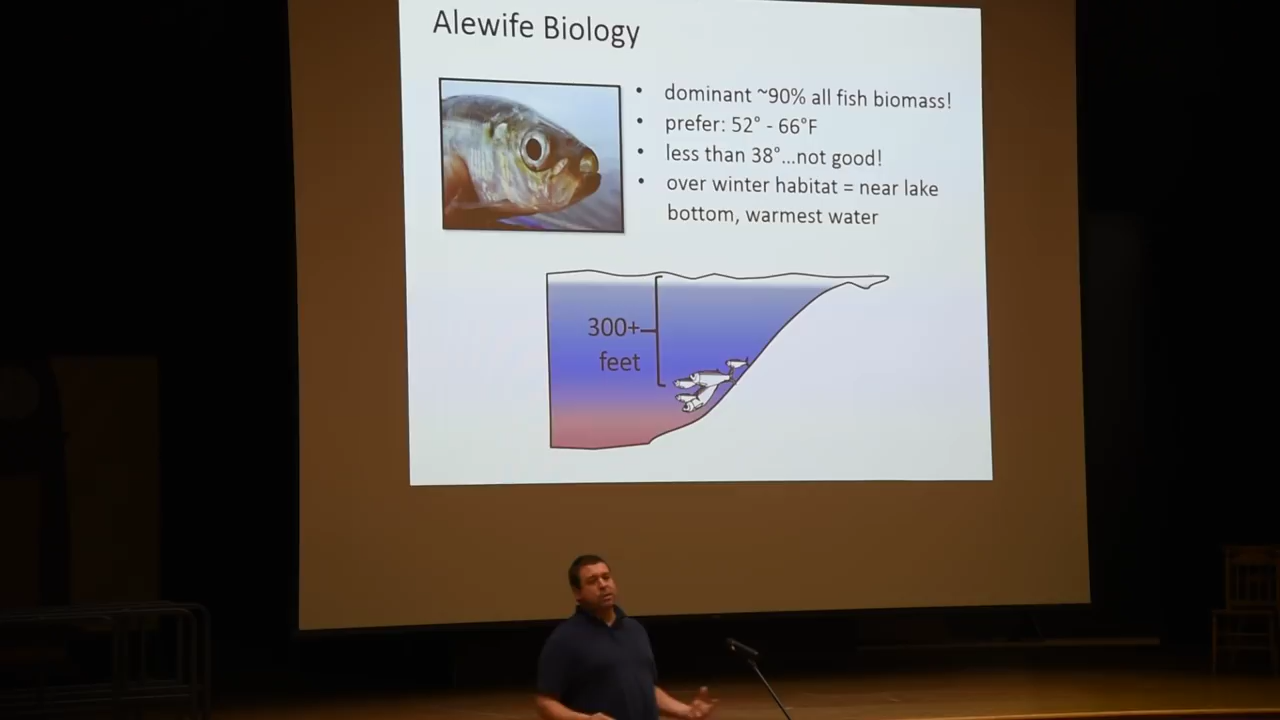 Alewife Biology
• dominant ~90% all fish biomass!
• prefer: 52° - 66°F
• less than 38°...not good!
• over winter habitat = near lake
bottom, warmest water
300+
feet